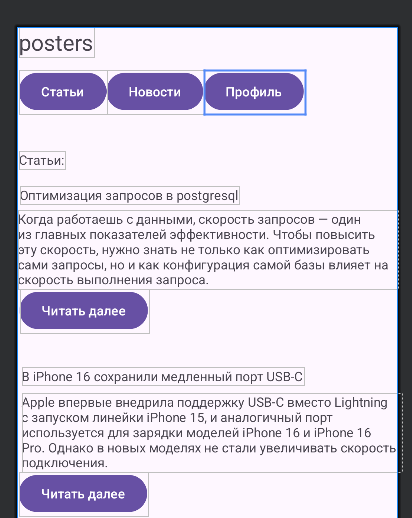 posters
Статьи Новости Профиль
Статьи:
Оптимизация запросов в postgresql
Когда работаешь с данными, скорость запросов — один
из главных показателей эффективности. Чтобы повысить
эту скорость, нужно знать не только как оптимизировать
сами запросы, но и как конфигурация самой базы влияет на
скорость выполнения запроса.
Читать далее
В iPhone 16 сохранили медленный порт USB-C
Apple впервые внедрила поддержку USB-C вместо Lightning
с запуском линейки iPhone 15, и аналогичный порт
используется для зарядки моделей iPhone 16 и iPhone 16
Pro. Однако в новых моделях не стали увеличивать скорость
подключения.
Читать далее